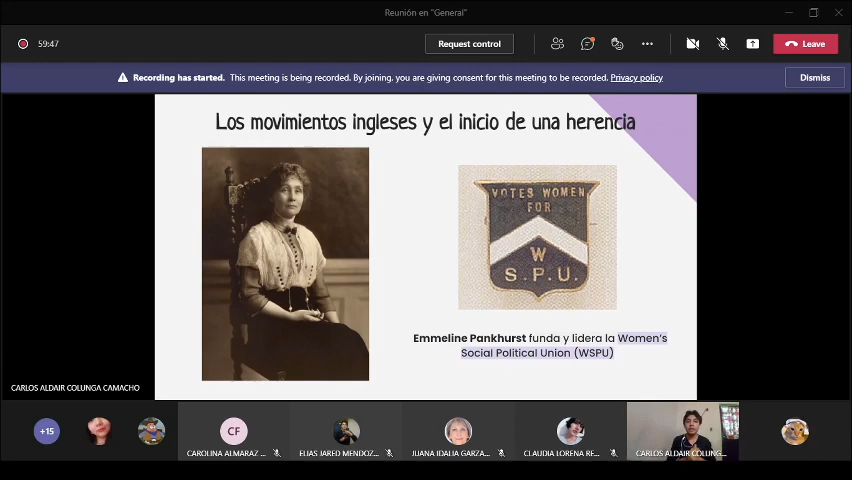 Reunión en "General"
59:47
Request control
Leave
Recording has started. This meeting is being recorded. By joining, you are giving consent for this meeting to be recorded. Privacy policy
Dismiss
Los movimientos ingleses y el inicio de una herencia
VOTES WOMEN
FOR
W
S.P.U.
Emmeline Pankhurst funda y lidera la Women's
Social Political Union (WSPU)
CARLOS ALDAIR COLUNGA CAMACHO
+15
CF
CAROLINA ALMARAZ ...
ELIAS JARED MENDOZ...
JUANA IDALIA GARZA...
CLAUDIA LORENA RE...
CARLOS ALDAIR COLUNG...